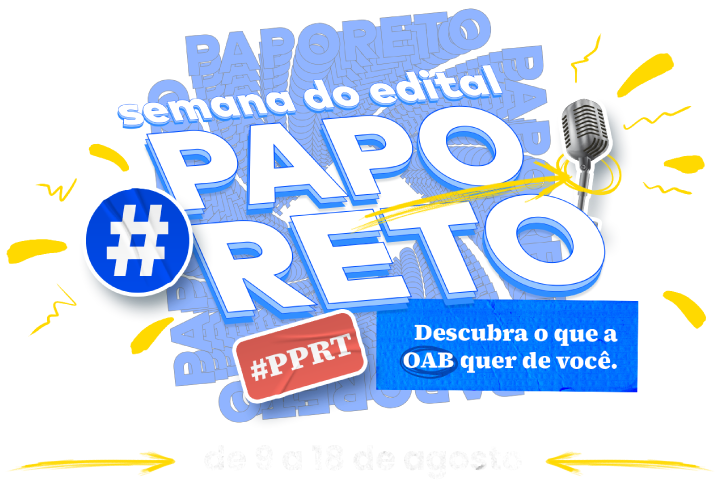 PAPORETO
semana do edital
PAPO
#
RETO
#PPRT
Descubra o que a
OAB quer de você.
de 9 a 18 de agosto